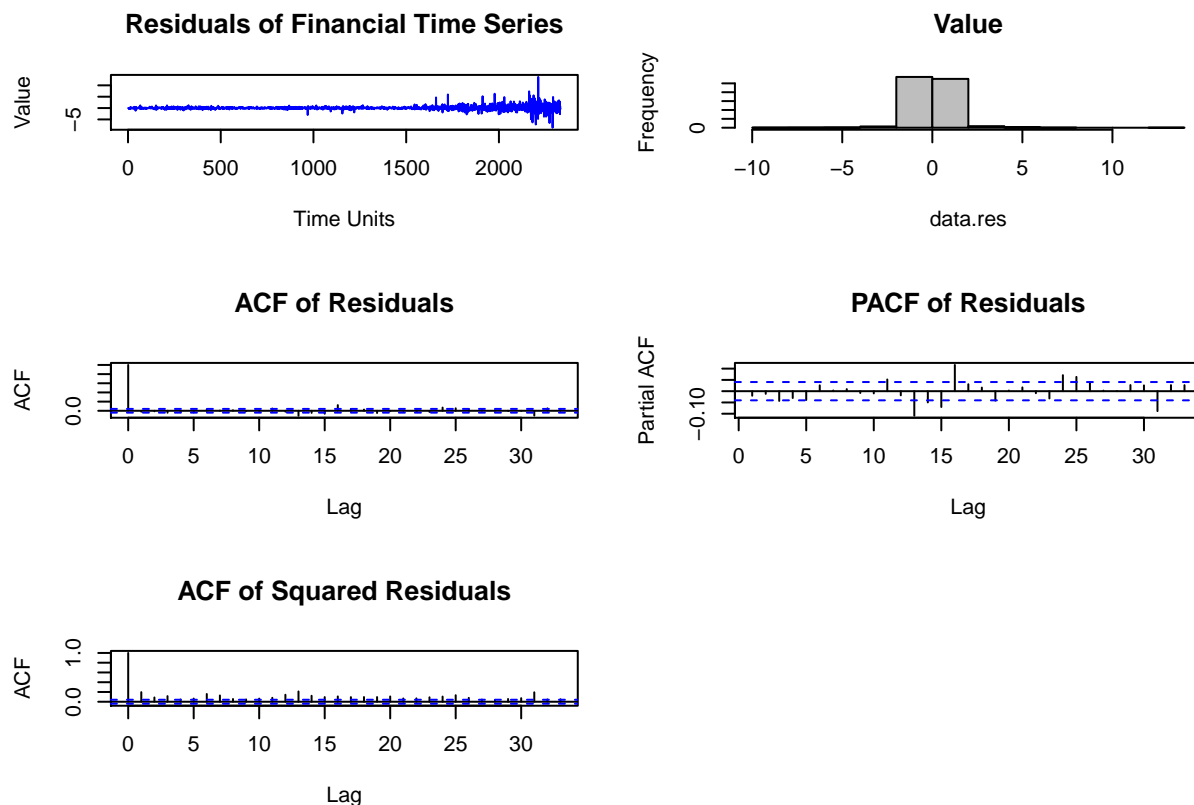 Residuals of Financial Time Series
Value
−5
0 500 1000 1500 2000
Time Units
Value
Frequency
0
−10 −5 0 5 10
data.res
ACF of Residuals
ACF
0.0
0 5 10 15 20 25 30
Lag
PACF of Residuals
Partial ACF
−0.10
0 5 10 15 20 25 30
Lag
ACF of Squared Residuals
ACF
1.0
0.0
0 5 10 15 20 25 30
Lag